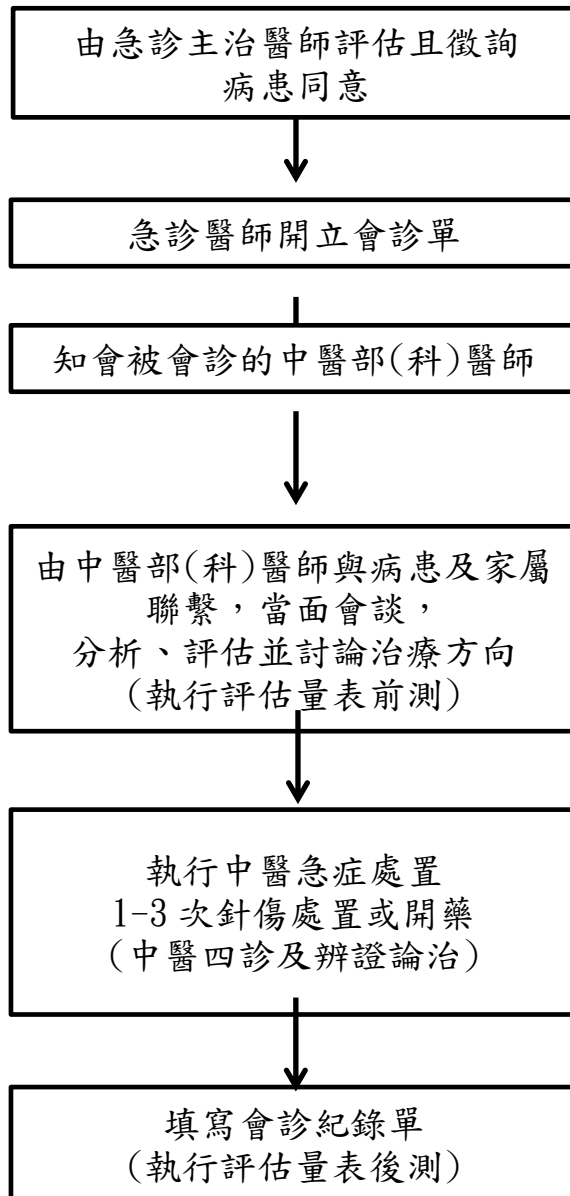 由急診主治醫師評估且徵詢
病患同意
急診醫師開立會診單
知會被會診的中醫部(科)醫師
由中醫部(科)醫師與病患及家屬
聯繫，當面會談，
分析、評估並討論治療方向
(執行評估量表前測)
執行中醫急症處置
1-3 次針傷處置或開藥
(中醫四診及辨證論治)
填寫會診紀錄單
(執行評估量表後測)